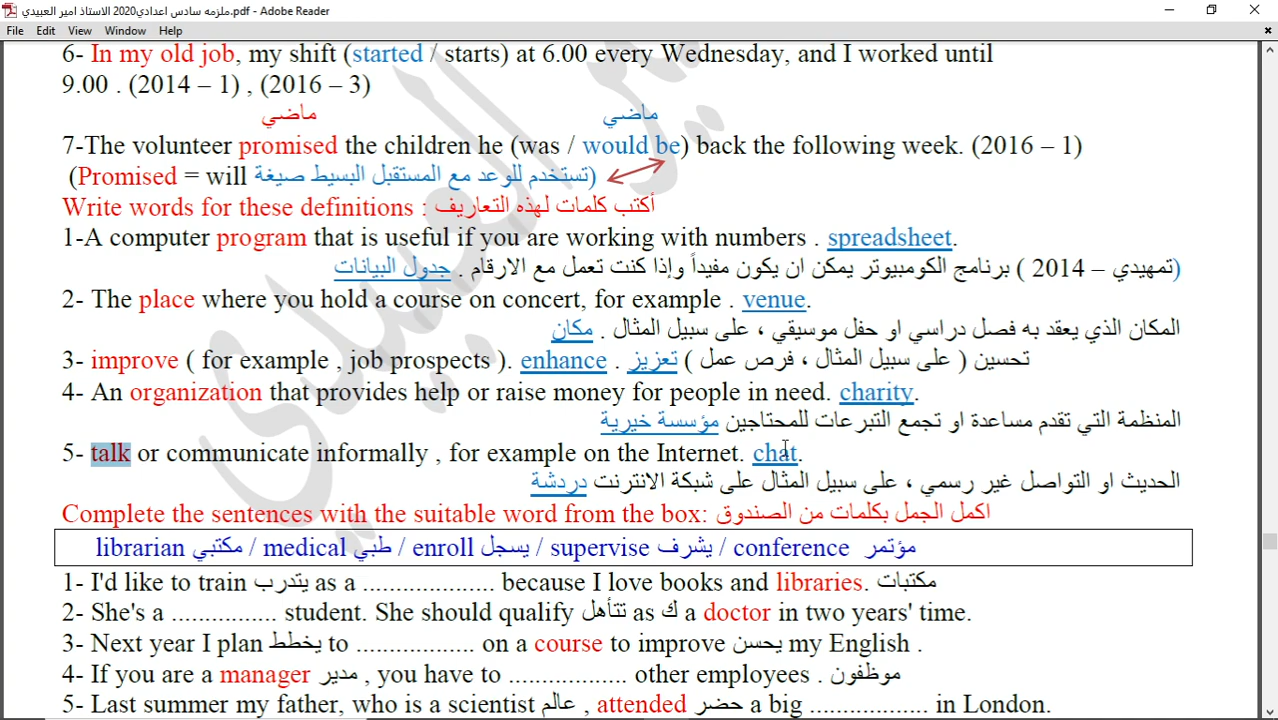 ملزمه سادس اعدادي2020 الاستاذ امير العبيدي.pdf - Adobe Reader
File Edit View Window Help
6- In my old job, my shift (started / starts) at 6.00 every Wednesday, and I worked until
9.00 . (2014 – 1) , (2016 – 3)
ماضي ماضي
7-The volunteer promised the children he (was / would be) back the following week. (2016 – 1)
(Promised = will تستخدم للوعد مع المستقبل البسيط صيغة)
Write words for these definitions : أكتب كلمات لهذه التعاريف
1-A computer program that is useful if you are working with numbers . spreadsheet.
(تمهيدي – 2014 ) برنامج الكومبيوتر يمكن ان يكون مفيداً وإذا كنت تعمل مع الارقام . جدول البيانات
2- The place where you hold a course on concert, for example . venue.
المكان الذي يعقد به فصل دراسي او حفل موسيقي ، على سبيل المثال . مكان
3- improve ( for example , job prospects ). enhance . تحسين ( على سبيل المثال ، فرص عمل ) تعزيز
4- An organization that provides help or raise money for people in need. charity.
المنظمة التي تقدم مساعدة او تجمع التبرعات للمحتاجين مؤسسة خيرية
5- talk or communicate informally , for example on the Internet. chat.
الحديث او التواصل غير رسمي ، على سبيل المثال على شبكة الانترنت دردشة
Complete the sentences with the suitable word from the box: اكمل الجمل بكلمات من الصندوق
librarian مكتبي / medical طبي / enroll يسجل / supervise يشرف / conference مؤتمر
1- I'd like to train يتدرب as a ..................... because I love books and libraries. مكتبات
2- She's a ................. student. She should qualify تتأهل as ك a doctor in two years' time.
3- Next year I plan يخطط to ................... on a course to improve يحسن my English .
4- If you are a manager مدير , you have to ................... other employees . موظفون
5- Last summer my father, who is a scientist عالم , attended حضر a big ................... in London.
العبيدي